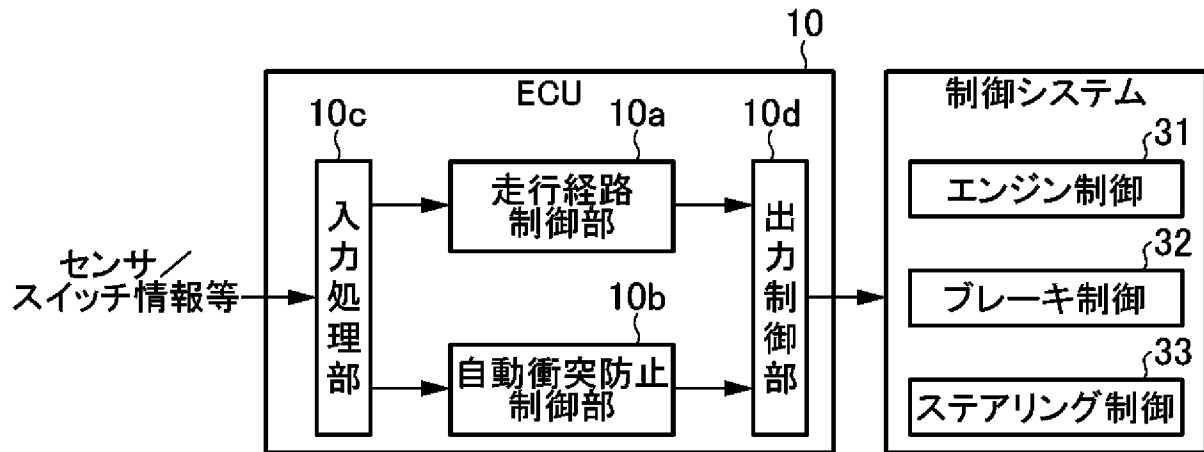 10
ECU
10c
10a
10d
入力処理部
走行経路
制御部
出力制御部
センサ/
スイッチ情報等
10b
自動衝突防止
制御部
制御システム
31
エンジン制御
32
ブレーキ制御
33
ステアリング制御